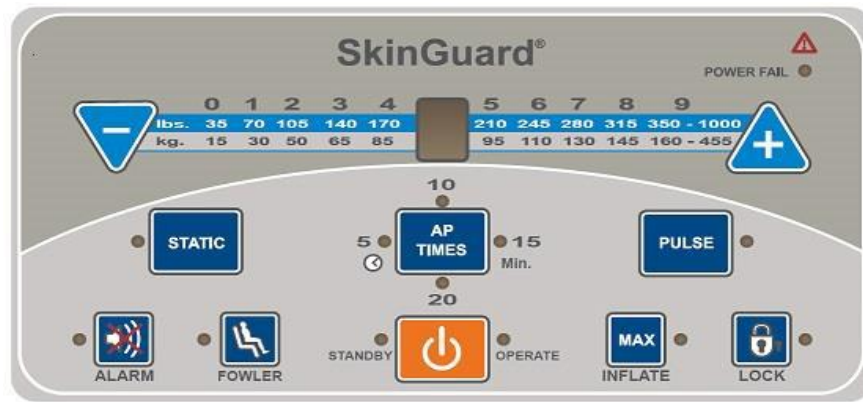 SkinGuard®
POWER FAIL
0 1 2 3 4 5 6 7 8 9
lbs. 35 70 105 140 170 210 245 280 315 350 - 1000
kg. 15 30 50 65 85 95 110 130 145 160 - 455
10
STATIC
5
AP
TIMES
15
Min.
PULSE
20
STANDBY
OPERATE
MAX
ALARM
FOWLER
INFLATE
LOCK